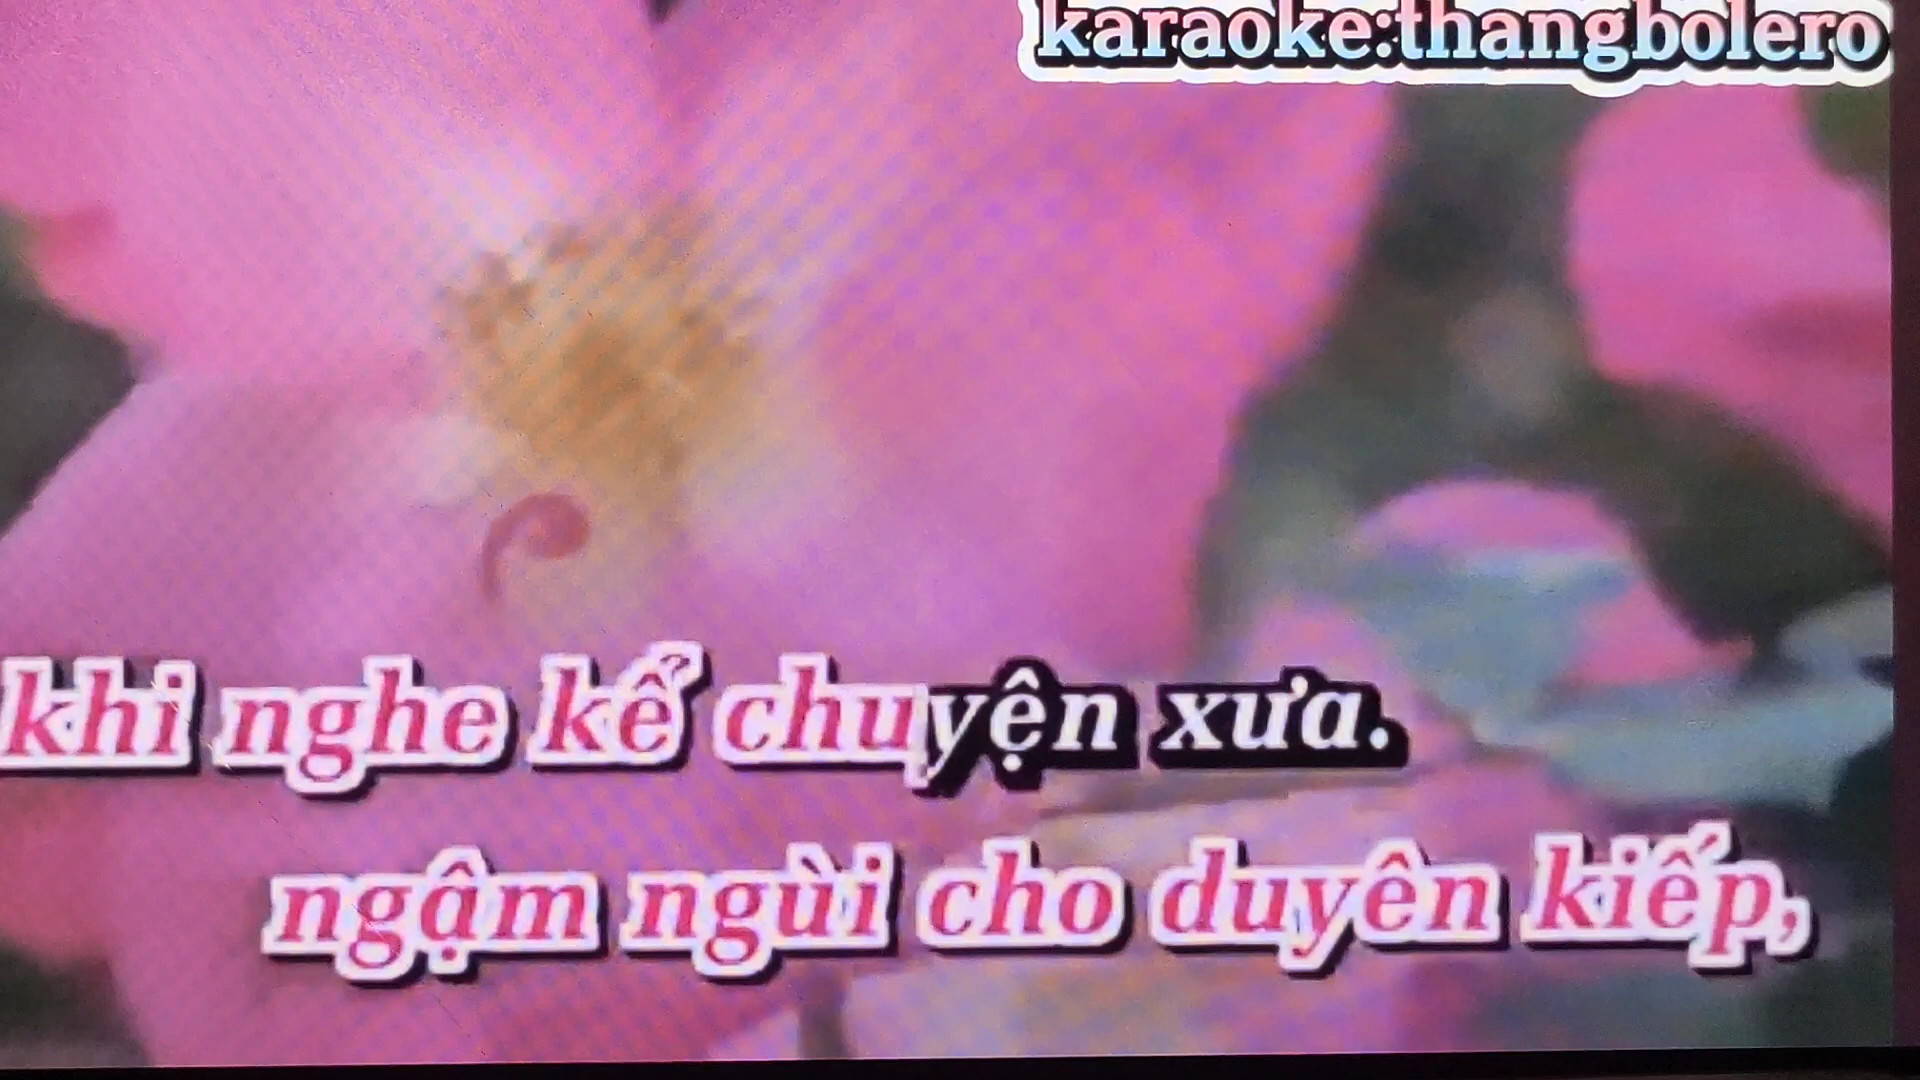 karaoke:thangbolero
khi nghe kể chuyện xưa.
ngậm ngùi cho duyên kiếp,